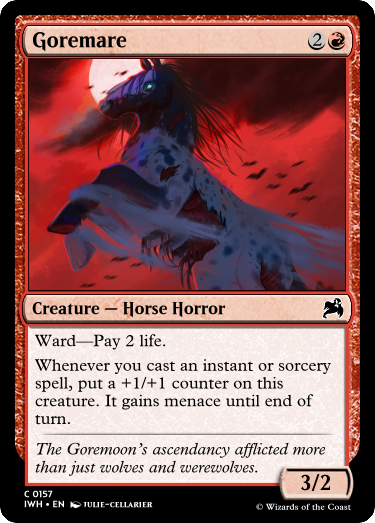 Goremare 2
Creature — Horse Horror
Ward—Pay 2 life.
Whenever you cast an instant or sorcery
spell, put a +1/+1 counter on this
creature. It gains menace until end of
turn.
The Goremoon's ascendancy afflicted more
than just wolves and werewolves.
3/2
C 0157
IWH • EN JULIE-CELLARIER
© Wizards of the Coast